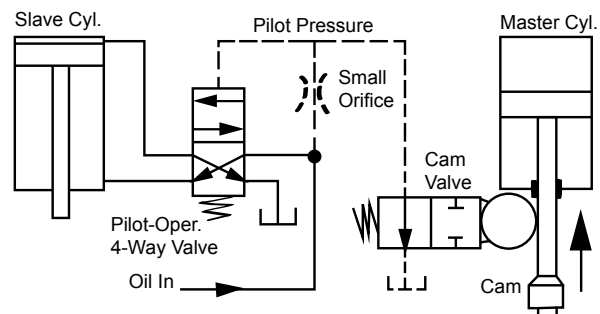 Slave Cyl.
Pilot Pressure
Master Cyl.
Small
Orifice
Cam
Valve
Pilot-Oper.
4-Way Valve
Oil In
Cam